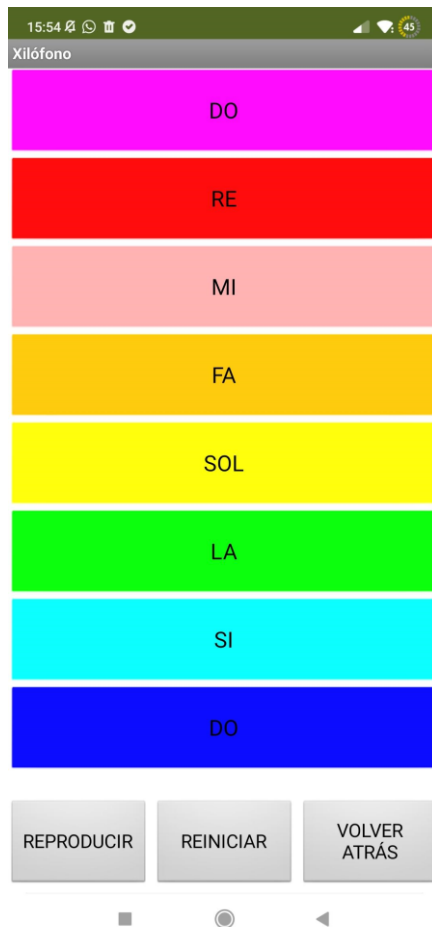 15:54
45
Xilófono
DO
RE
MI
FA
SOL
LA
SI
DO
REPRODUCIR
REINICIAR
VOLVER
ATRÁS